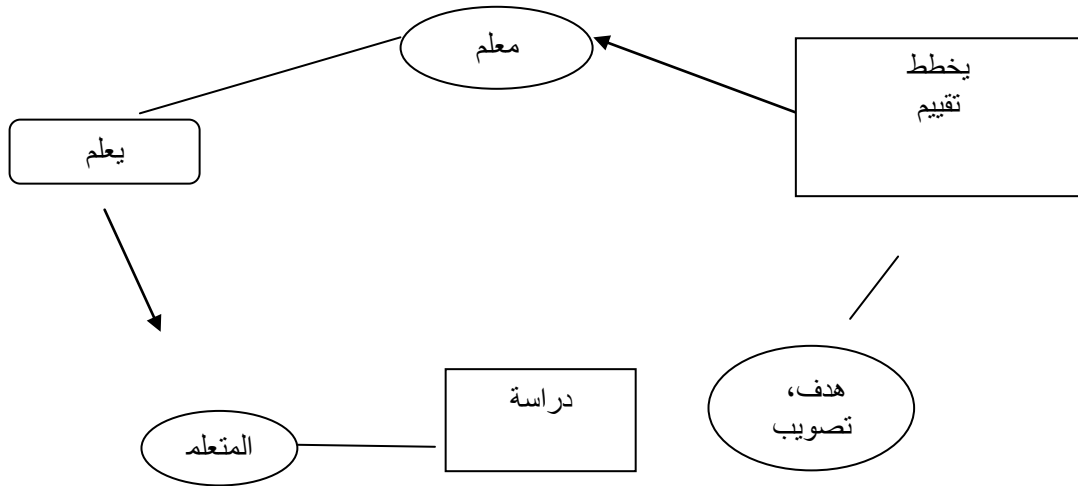 معلم
يخطط
تقييم
يعلم
دراسة
هدف،
تصويب
المتعلم